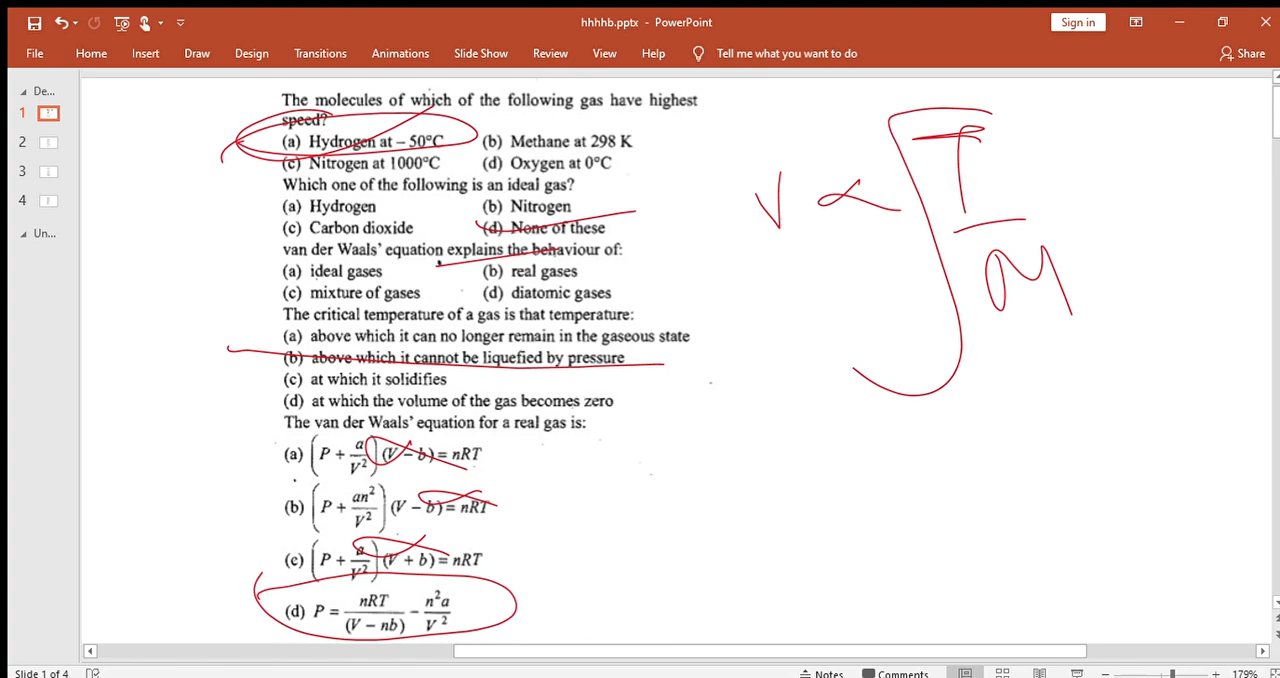 hhhhb.pptx - PowerPoint
Sign in
File Home Insert Draw Design Transitions Animations Slide Show Review View Help Tell me what you want to do Share
De...
1
2
3
4
Un...
The molecules of which of the following gas have highest
speed?
(a) Hydrogen at – 50°C (b) Methane at 298 K
(c) Nitrogen at 1000°C (d) Oxygen at 0°C
Which one of the following is an ideal gas?
(a) Hydrogen (b) Nitrogen
(c) Carbon dioxide (d) None of these
van der Waals' equation explains the behaviour of:
(a) ideal gases (b) real gases
(c) mixture of gases (d) diatomic gases
The critical temperature of a gas is that temperature:
(a) above which it can no longer remain in the gaseous state
(b) above which it cannot be liquefied by pressure
(c) at which it solidifies
(d) at which the volume of the gas becomes zero
The van der Waals' equation for a real gas is:
(a) (P + a/V²)(V – b) = nRT
(b) (P + an²/V²)(V – b) = nRT
(c) (P + a/V²)(V + b) = nRT
(d) P = nRT/(V – nb) – n²a/V²
V ∝ √T/M
Slide 1 of 4 Notes Comments 179%